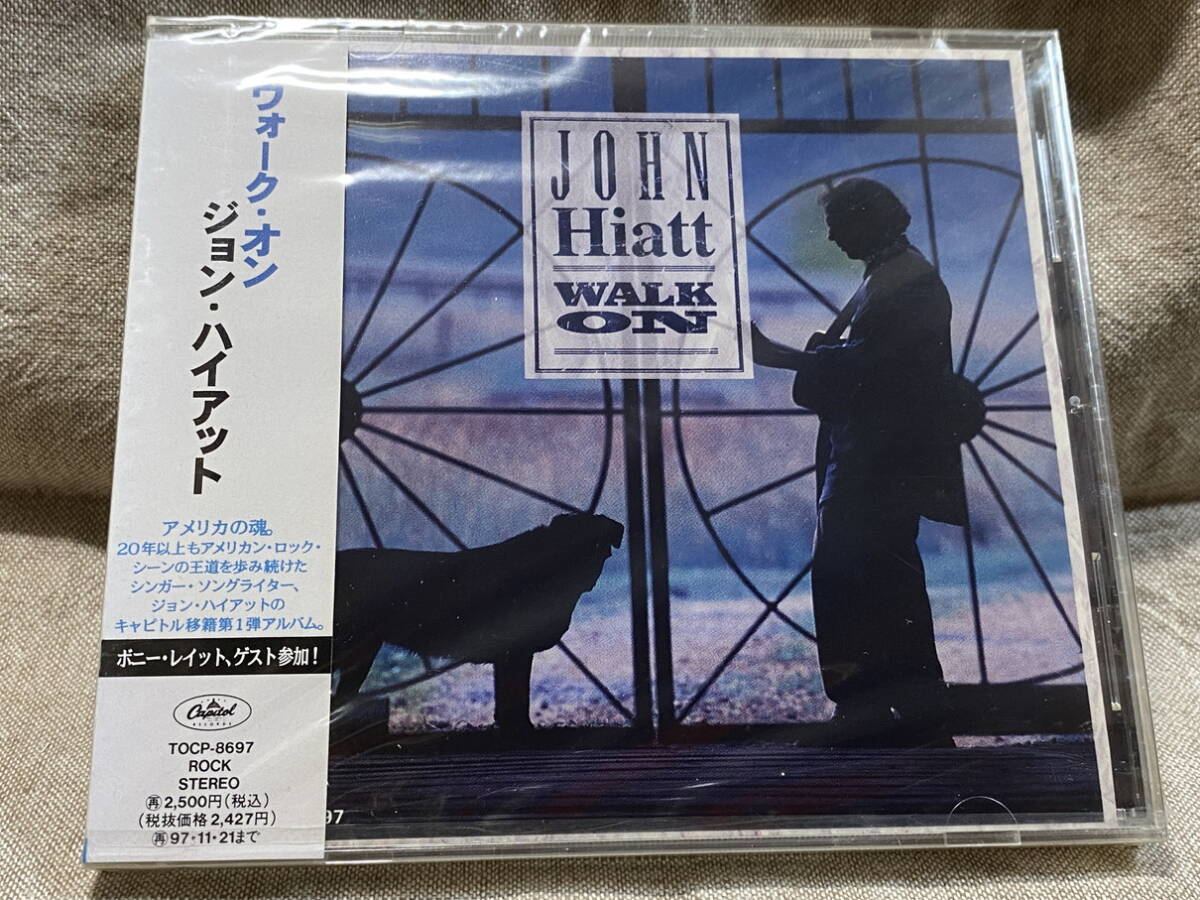 ウォーク・オン
ジョン・ハイアット
アメリカの魂。
20年以上もアメリカン・ロック・
シーンの王道を歩み続けた
シンガー・ソングライター、
ジョン・ハイアットの
キャピトル移籍第1弾アルバム。
ボニー・レイット、ゲスト参加!
Capitol
RECORDS
TOCP-8697
ROCK
STEREO
再2,500円(税込)
(税抜価格2,427円)
再97・11・21まで
JOHN
Hiatt
WALK
ON
97